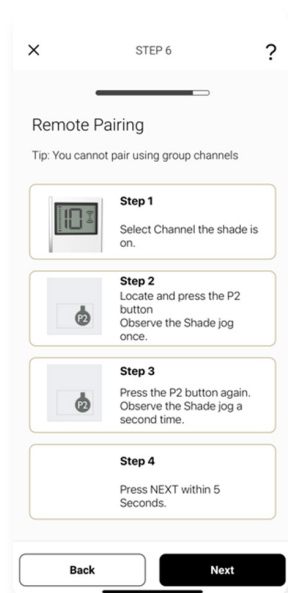 STEP 6
?
Remote Pairing
Tip: You cannot pair using group channels
Step 1
10
Select Channel the shade is
on.
Step 2
Locate and press the P2
button
Observe the Shade jog
once.
P2
Step 3
Press the P2 button again.
Observe the Shade jog a
second time.
P2
Step 4
Press NEXT within 5
Seconds.
Back
Next